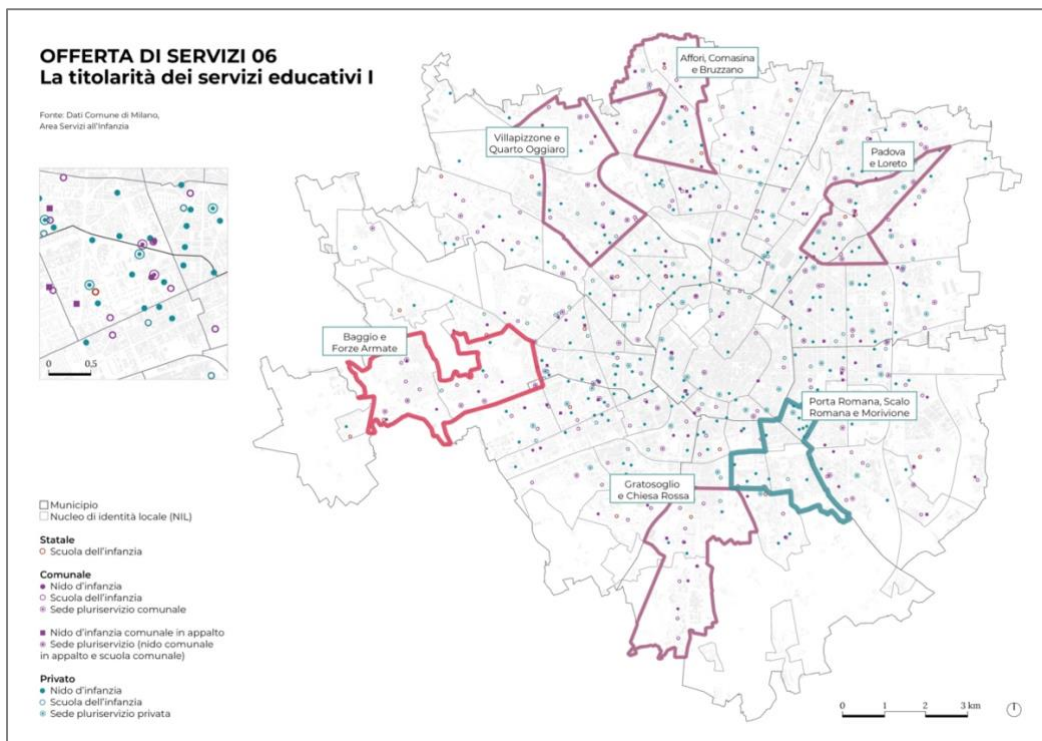 OFFERTA DI SERVIZI 06
La titolarità dei servizi educativi I
Fonte: Dati Comune di Milano,
Area Servizi all'Infanzia
Affori, Comasina
e Bruzzano
Villapizzone e
Quarto Oggiaro
Padova
e Loreto
Baggio e
Forze Armate
Porta Romana, Scalo
Romana e Morivione
Gratosoglio
e Chiesa Rossa
0 0.5
Municipio
Nucleo di identità locale (NIL)
Statale
Scuola dell'infanzia
Comunale
Nido d'infanzia
Scuola dell'infanzia
Sede pluriservizio comunale
Nido d'infanzia comunale in appalto
Sede pluriservizio (nido comunale
in appalto e scuola comunale)
Privato
Nido d'infanzia
Scuola dell'infanzia
Sede pluriservizio privata
0 1 2 3 km